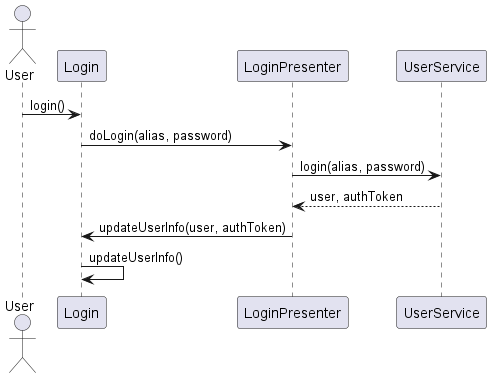 User
Login
LoginPresenter
UserService
login()
doLogin(alias, password)
login(alias, password)
user, authToken
updateUserInfo(user, authToken)
updateUserInfo()
User
Login
LoginPresenter
UserService